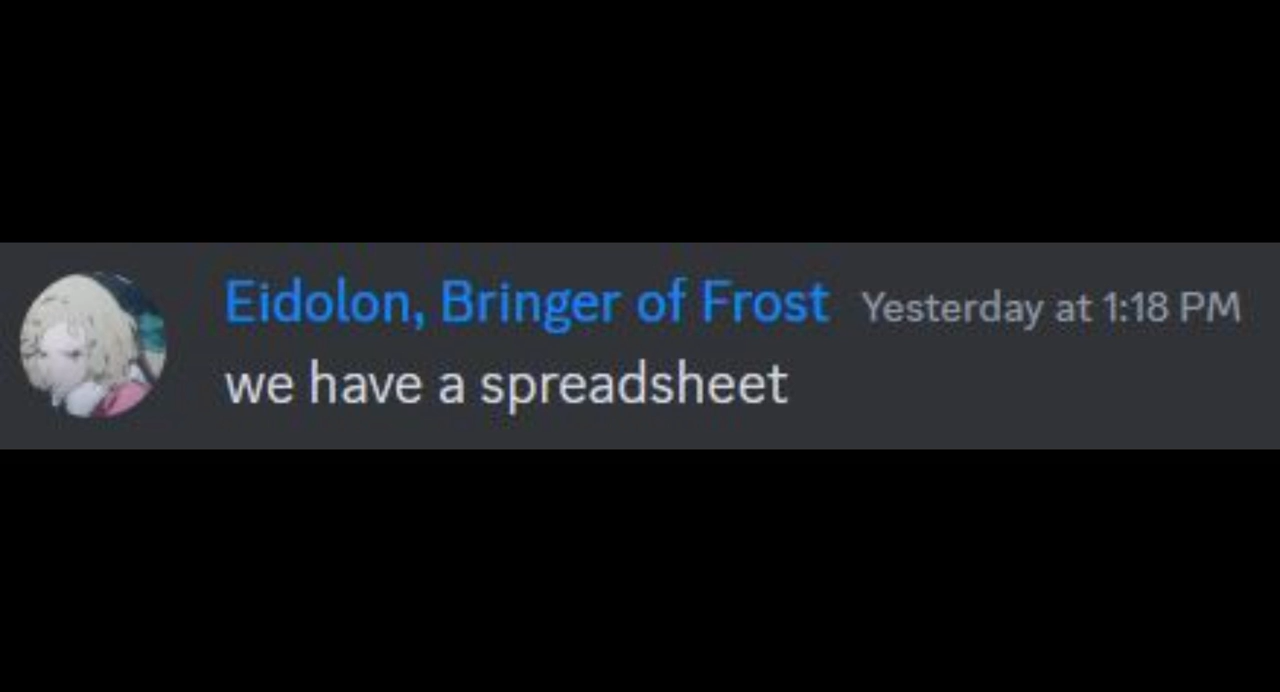 Eidolon, Bringer of Frost Yesterday at 1:18 PM
we have a spreadsheet